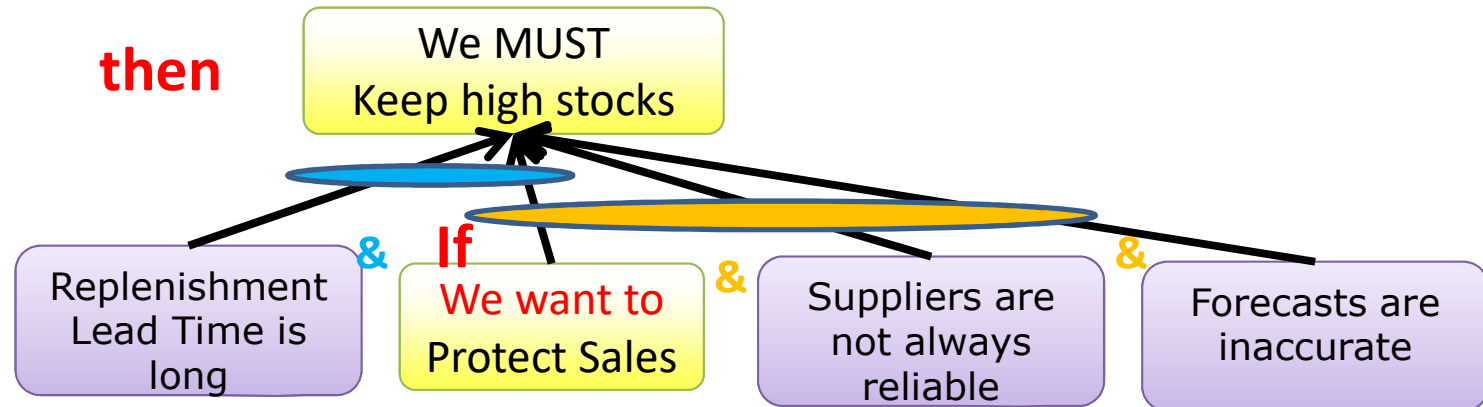 then
We MUST
Keep high stocks
Replenishment
Lead Time is
long
&
If
We want to
Protect Sales
&
Suppliers are
not always
reliable
&
Forecasts are
inaccurate